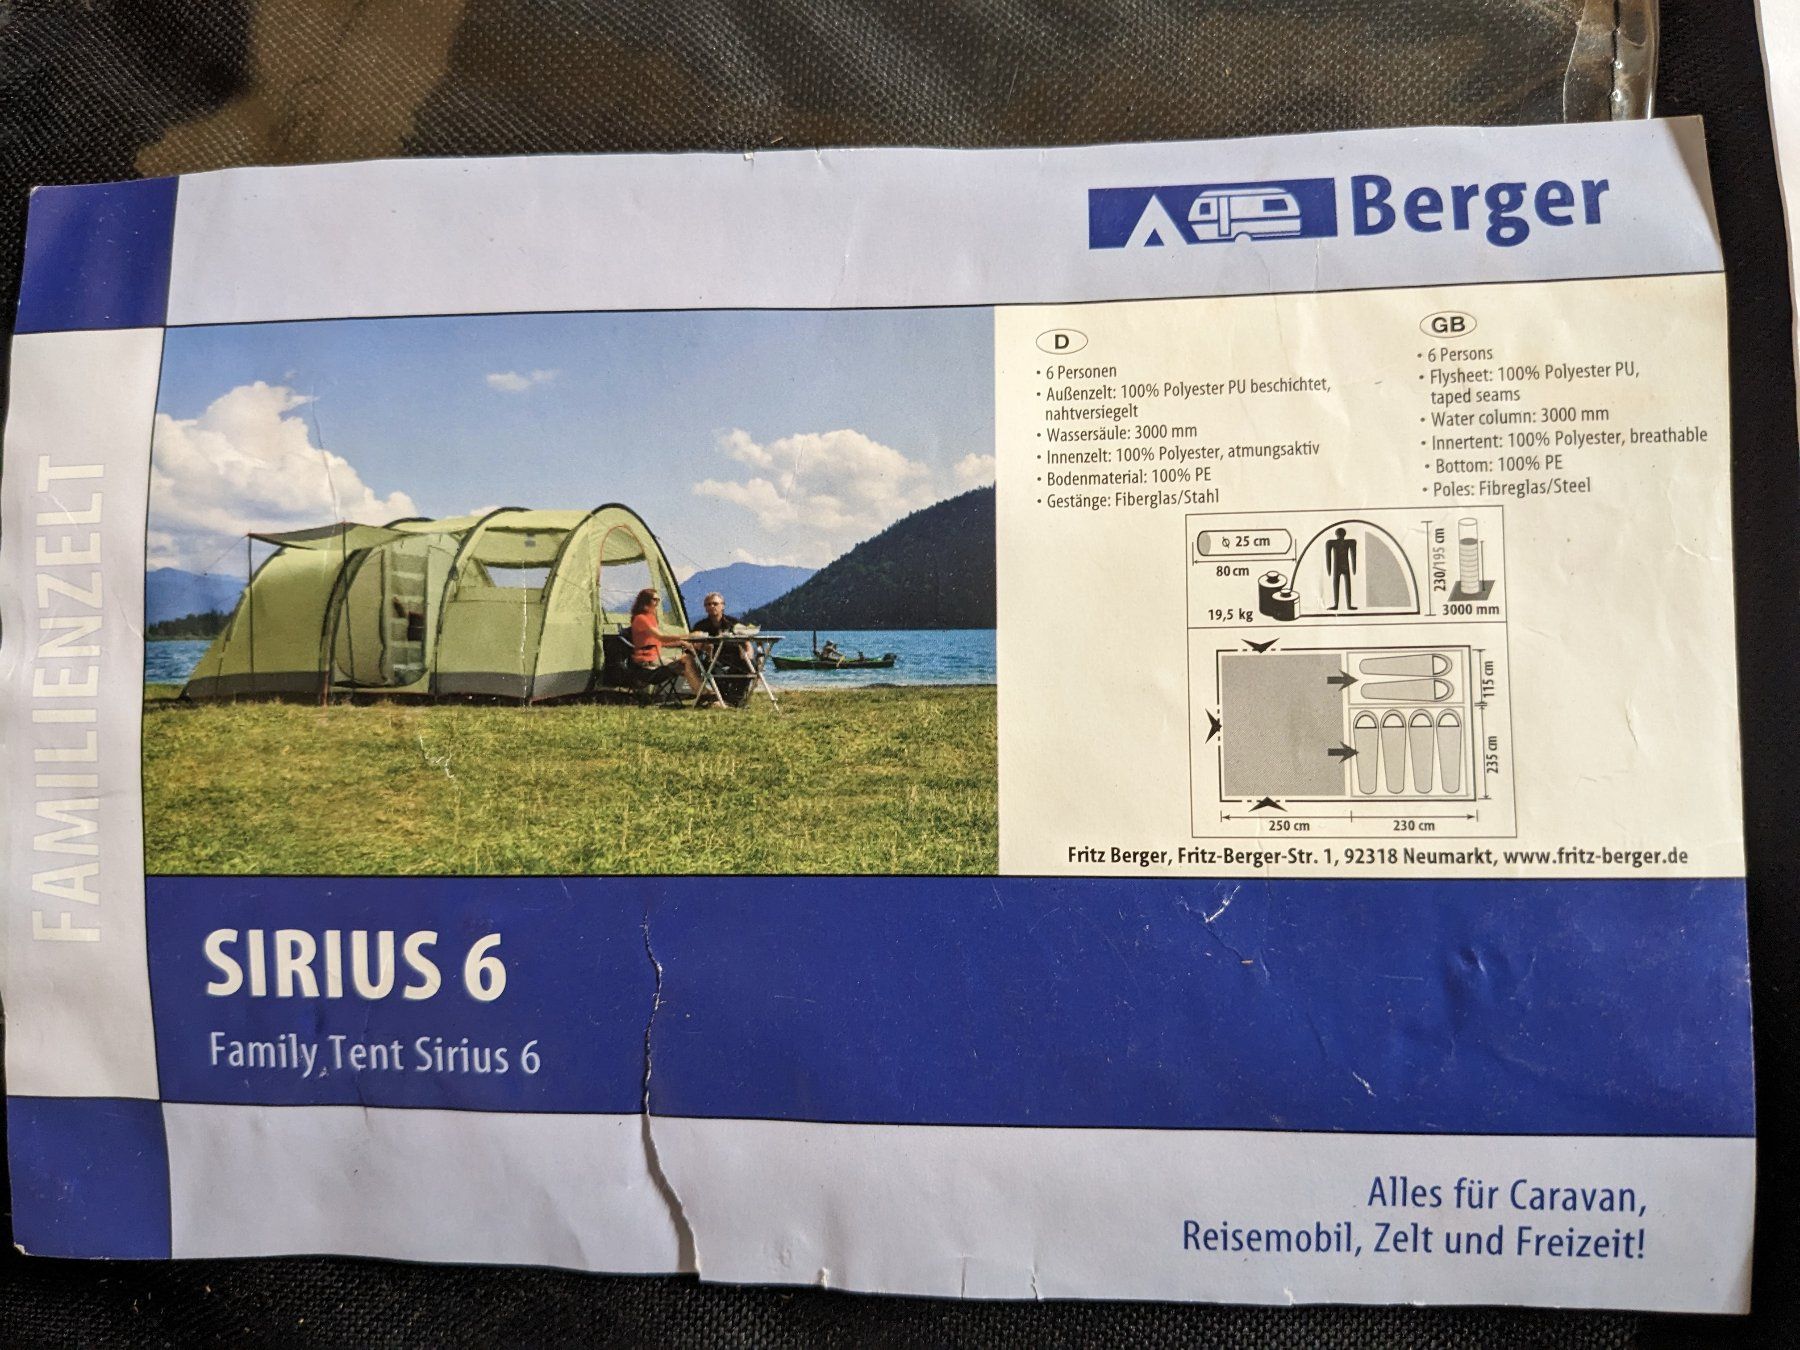 Berger
FAMILIENZELT
D
• 6 Personen
• Außenzelt: 100% Polyester PU beschichtet,
nahtversiegelt
• Wassersäule: 3000 mm
• Innenzelt: 100% Polyester, atmungsaktiv
• Bodenmaterial: 100% PE
• Gestänge: Fiberglas/Stahl
GB
• 6 Persons
• Flysheet: 100% Polyester PU,
taped seams
• Water column: 3000 mm
• Innertent: 100% Polyester, breathable
• Bottom: 100% PE
• Poles: Fibreglas/Steel
25 cm
80 cm
19,5 kg
230/195 cm
3000 mm
115 cm
235 cm
250 cm
230 cm
Fritz Berger, Fritz-Berger-Str. 1, 92318 Neumarkt, www.fritz-berger.de
SIRIUS 6
Family Tent Sirius 6
Alles für Caravan,
Reisemobil, Zelt und Freizeit!